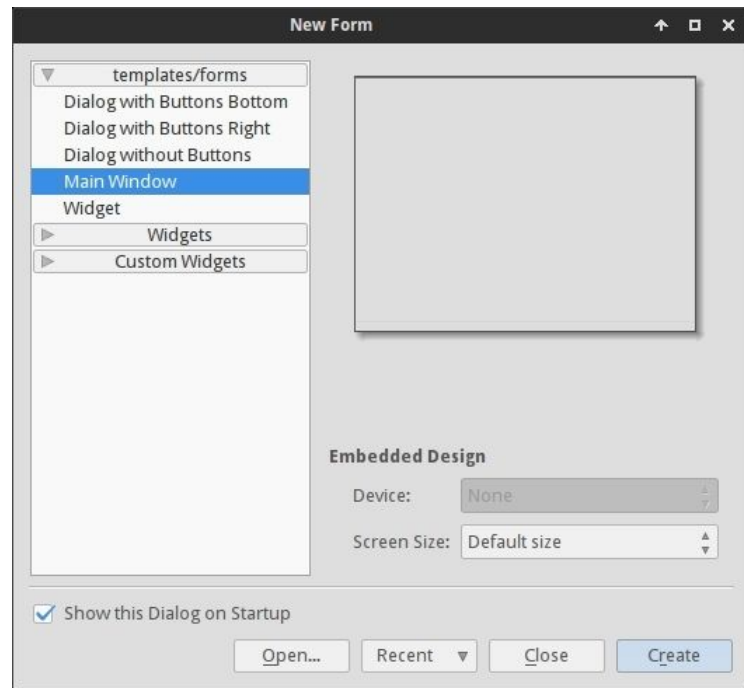 New Form
templates/forms
Dialog with Buttons Bottom
Dialog with Buttons Right
Dialog without Buttons
Main Window
Widget
Widgets
Custom Widgets
Embedded Design
Device: None
Screen Size: Default size
Show this Dialog on Startup
Open... Recent Close Create